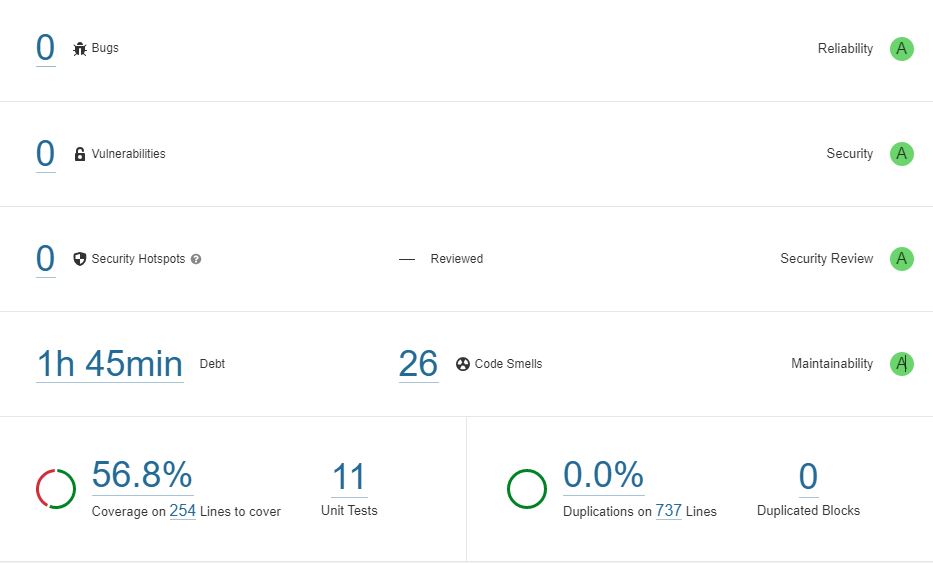 0 Bugs Reliability A
0 Vulnerabilities Security A
0 Security Hotspots ? — Reviewed Security Review A
1h 45min Debt 26 Code Smells Maintainability A
56.8% 11 0.0% 0
Coverage on 254 Lines to cover Unit Tests Duplications on 737 Lines Duplicated Blocks